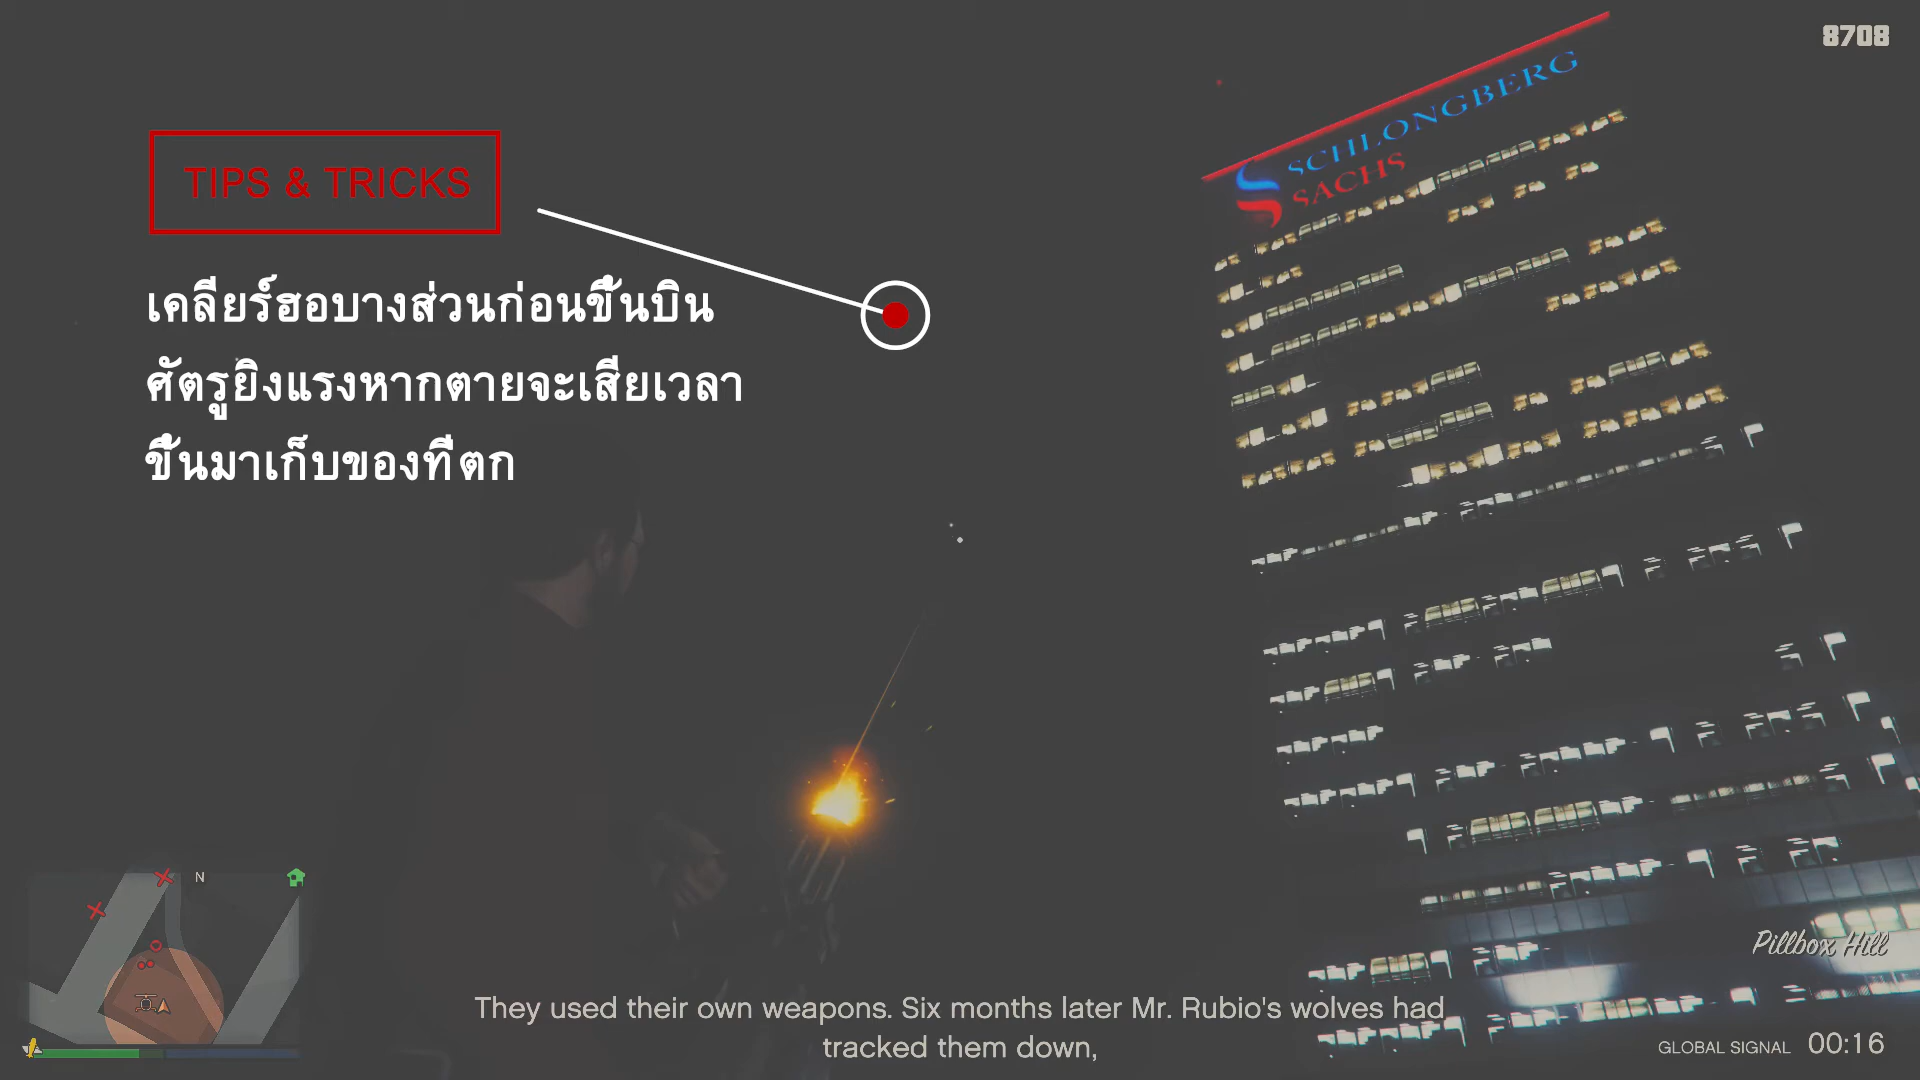 8708
SCHLONGBERG
SACHS
TIPS & TRICKS
เคลียร์ฮอบางส่วนก่อนขึ้นบิน
ศัตรูยิงแรงหากตายจะเสียเวลา
ขึ้นมาเก็บของที่ตก
N
Pillbox Hill
They used their own weapons. Six months later Mr. Rubio's wolves had
tracked them down,
GLOBAL SIGNAL 00:16